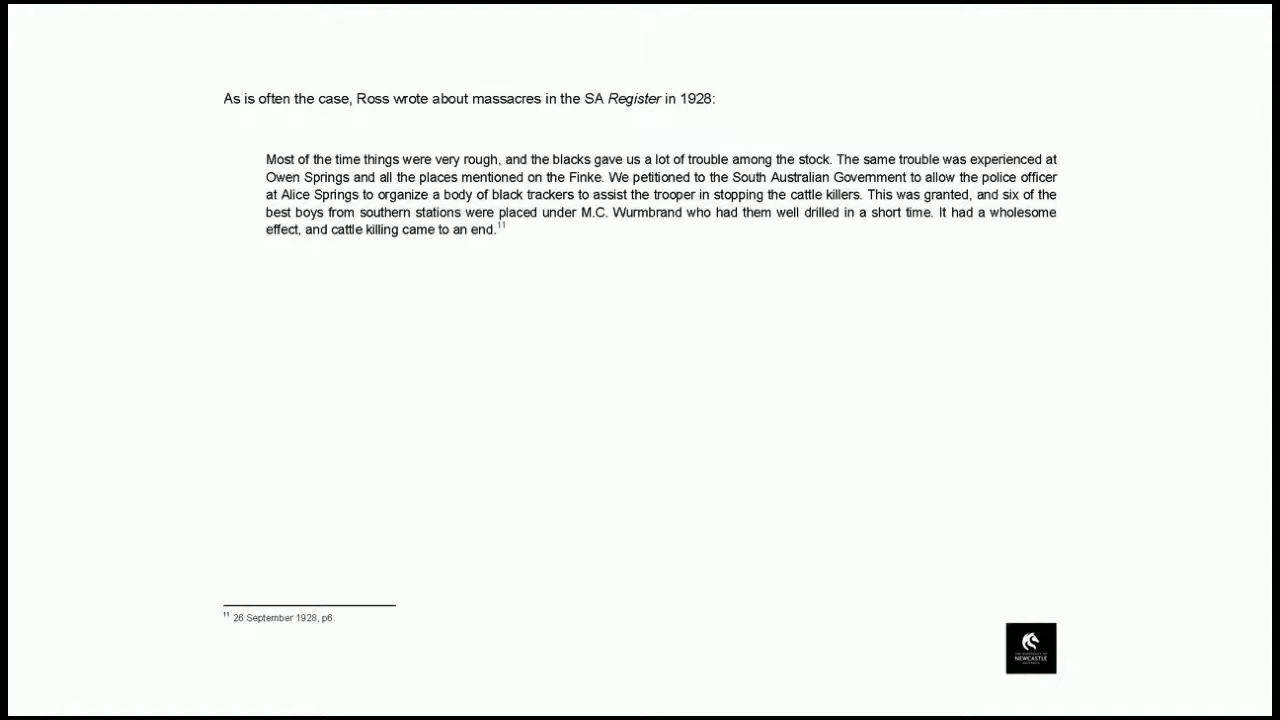 As is often the case, Ross wrote about massacres in the SA Register in 1928:
Most of the time things were very rough, and the blacks gave us a lot of trouble among the stock. The same trouble was experienced at
Owen Springs and all the places mentioned on the Finke. We petitioned to the South Australian Government to allow the police officer
at Alice Springs to organize a body of black trackers to assist the trooper in stopping the cattle killers. This was granted, and six of the
best boys from southern stations were placed under M.C. Wurmbrand who had them well drilled in a short time. It had a wholesome
effect, and cattle killing came to an end.11
11 26 September 1928, p6.
THE UNIVERSITY OF
NEWCASTLE
AUSTRALIA